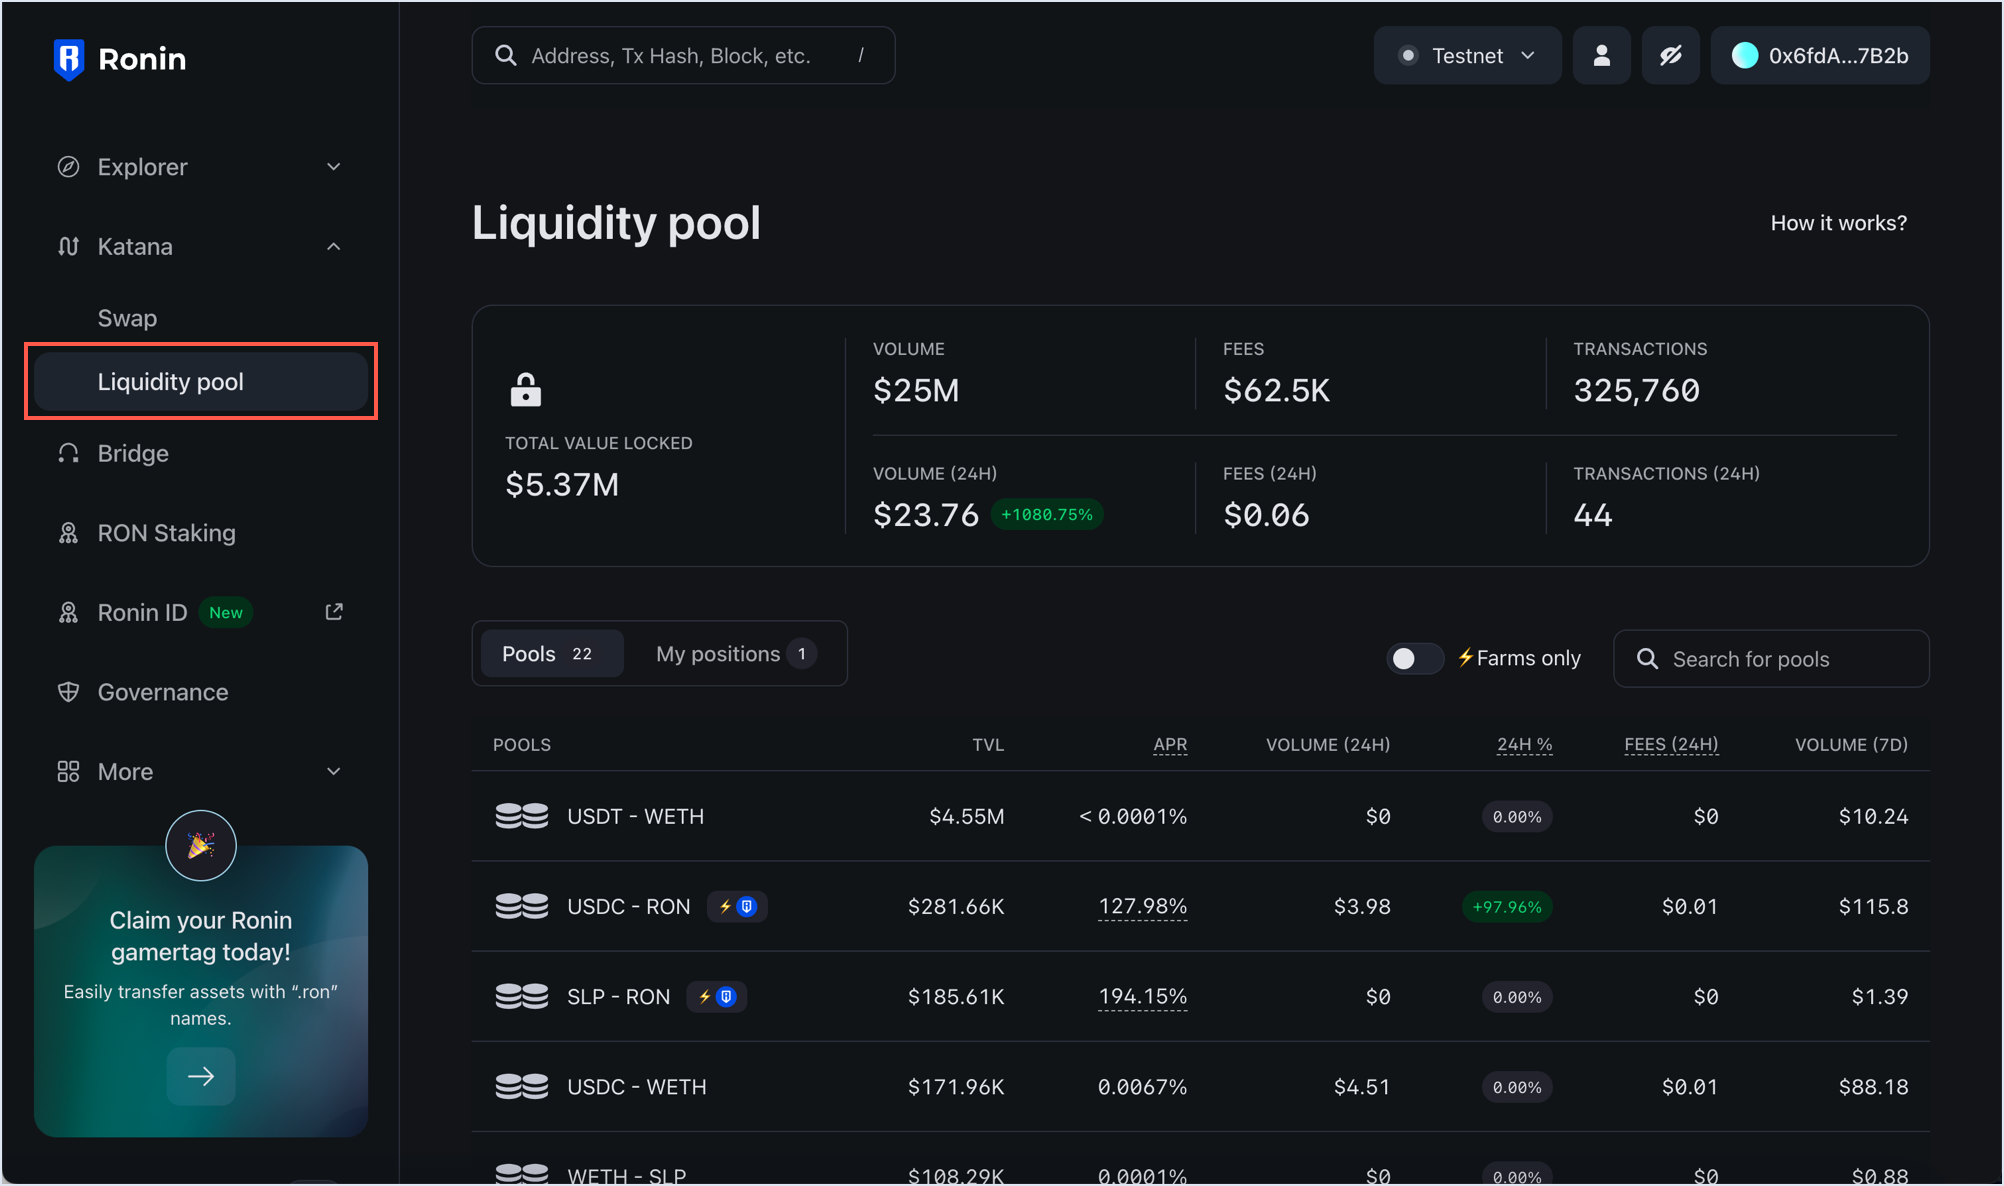 Ronin
Address, Tx Hash, Block, etc. /
Testnet
0x6fdA...7B2b
Explorer
Katana
Swap
Liquidity pool
Bridge
RON Staking
Ronin ID New
Governance
More
Claim your Ronin
gamertag today!
Easily transfer assets with “.ron”
names.
Liquidity pool
How it works?
TOTAL VALUE LOCKED
$5.37M
VOLUME FEES TRANSACTIONS
$25M $62.5K 325,760
VOLUME (24H) FEES (24H) TRANSACTIONS (24H)
$23.76 +1080.75% $0.06 44
Pools 22 My positions 1
⚡Farms only
Search for pools
POOLS TVL APR VOLUME (24H) 24H % FEES (24H) VOLUME (7D)
USDT - WETH $4.55M < 0.0001% $0 0.00% $0 $10.24
USDC - RON $281.66K 127.98% $3.98 +97.96% $0.01 $115.8
SLP - RON $185.61K 194.15% $0 0.00% $0 $1.39
USDC - WETH $171.96K 0.0067% $4.51 0.00% $0.01 $88.18
WETH - SLP $108.29K 0.0001% $0 0.00% $0 $0.88